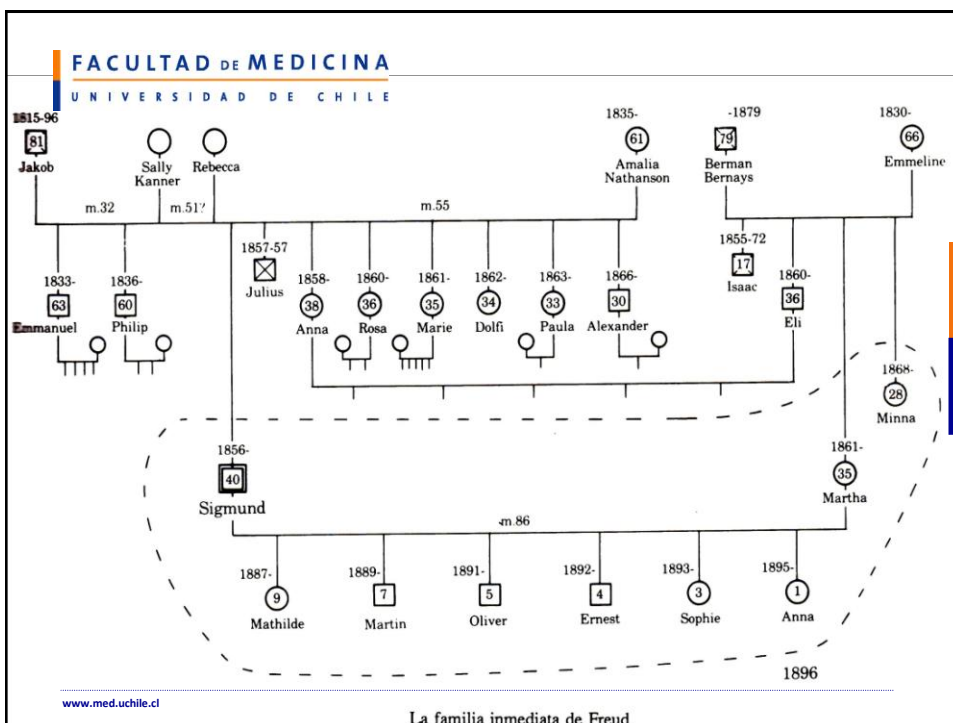 FACULTAD DE MEDICINA
UNIVERSIDAD DE CHILE
1815-96
1835-
-1879
1830-
81
61
79
66
Jakob
Sally
Kanner
Rebecca
Amalia
Nathanson
Berman
Bernays
Emmeline
m.32
m.51?
m.55
1833-
63
Emmanuel
1836-
60
Philip
1857-57
Julius
1858-
38
Anna
1860-
36
Rosa
1861-
35
Marie
1862-
34
Dolfi
1863-
33
Paula
1866-
30
Alexander
1855-72
17
Isaac
1860-
36
Eli
1868-
28
Minna
1856-
40
Sigmund
1861-
35
Martha
m.86
1887-
9
Mathilde
1889-
7
Martin
1891-
5
Oliver
1892-
4
Ernest
1893-
3
Sophie
1895-
1
Anna
1896
www.med.uchile.cl
La familia inmediata de Freud